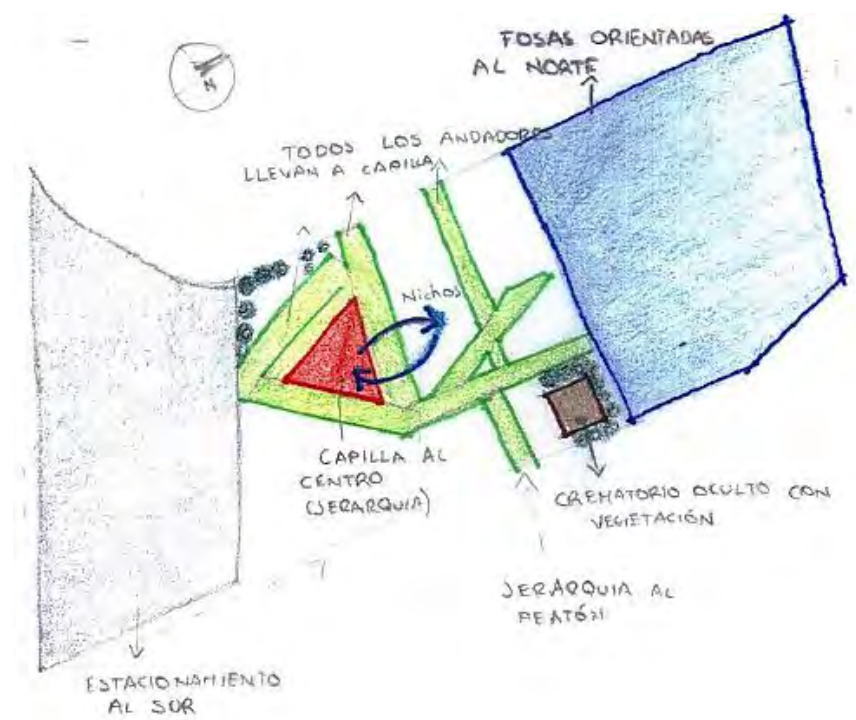 FOSAS ORIENTADAS
AL NORTE
N
TODOS LOS ANDADORES
LLEVAN A CAPILLA
Nichos
CAPILLA AL
CENTRO
(JERARQUIA)
CREMATORIO OCULTO CON
VEGETACIÓN
JERARQUIA AL
PEATÓN
ESTACIONAMIENTO
AL SUR